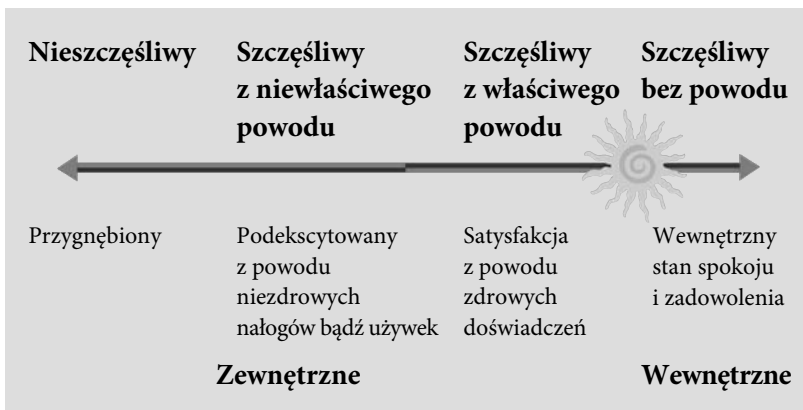 Nieszczęśliwy
Szczęśliwy
z niewłaściwego
powodu
Szczęśliwy
z właściwego
powodu
Szczęśliwy
bez powodu
Przygnębiony
Podekscytowany
z powodu
niezdrowych
nałogów bądź używek
Satysfakcja
z powodu
zdrowych
doświadczeń
Wewnętrzny
stan spokoju
i zadowolenia
Zewnętrzne
Wewnętrzne